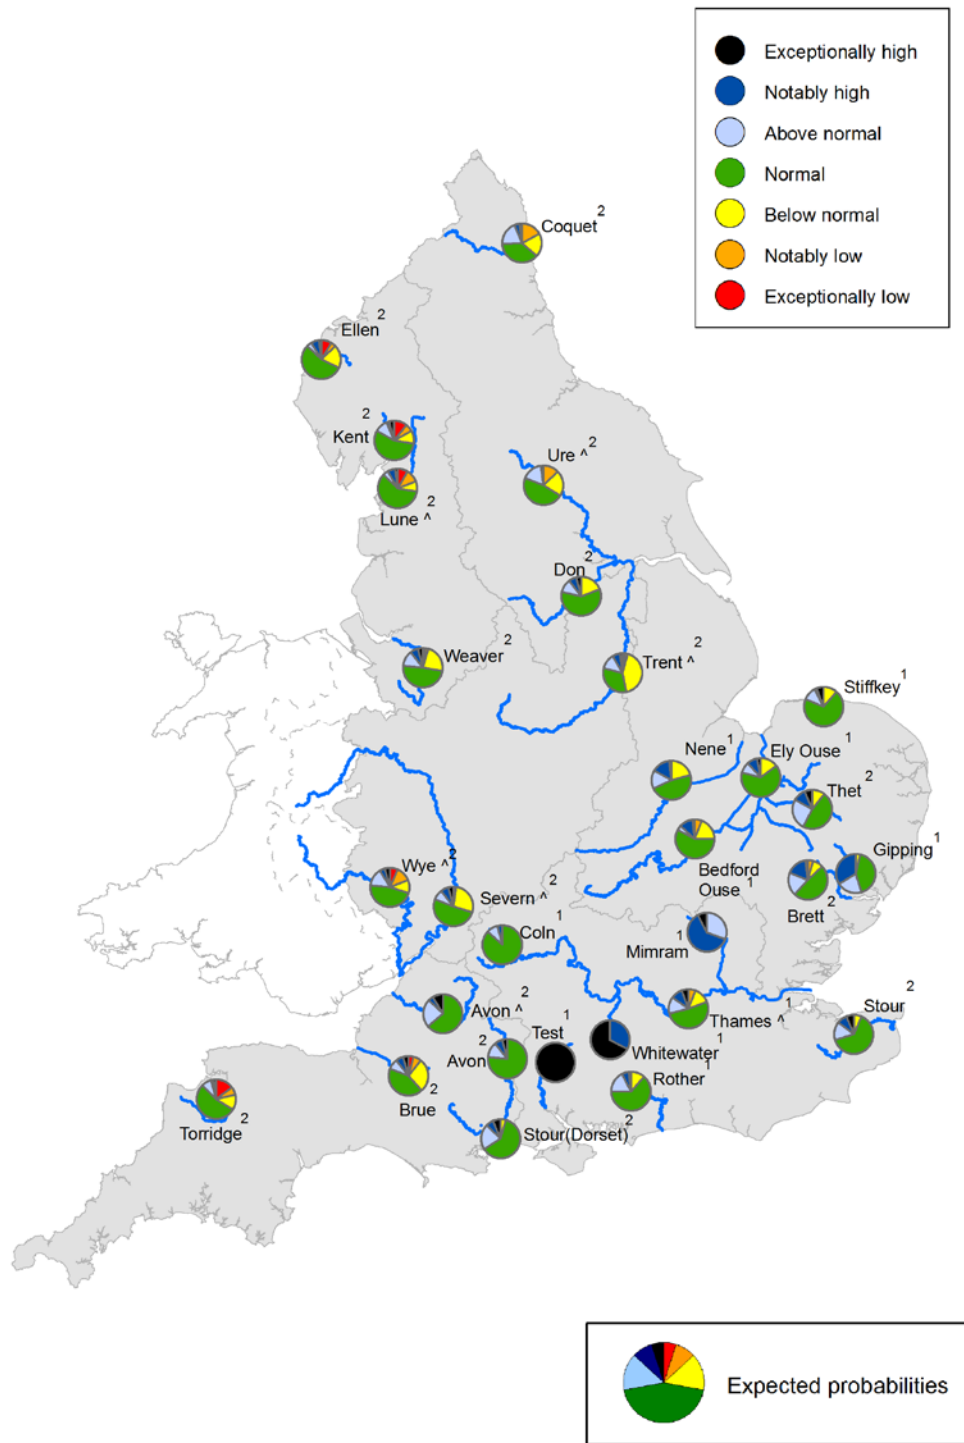 Exceptionally high
Notably high
Above normal
Normal
Below normal
Notably low
Exceptionally low
Coquet 2
Ellen 2
Kent 2
Ure ^ 2
Lune ^ 2
Don 2
Weaver 2
Trent ^ 2
Stiffkey 1
Nene 1
Ely Ouse 1
Thet 2
Gipping 1
Bedford
Ouse 1
Brett 2
Wye ^ 2
Severn ^ 2
Coln 1
Mimram 1
Avon ^ 2
Test 1
Thames ^ 1
Stour 2
Whitewater 1
Avon 2
Rother 1
Brue 2
Torridge 2
Stour(Dorset) 2
Expected probabilities